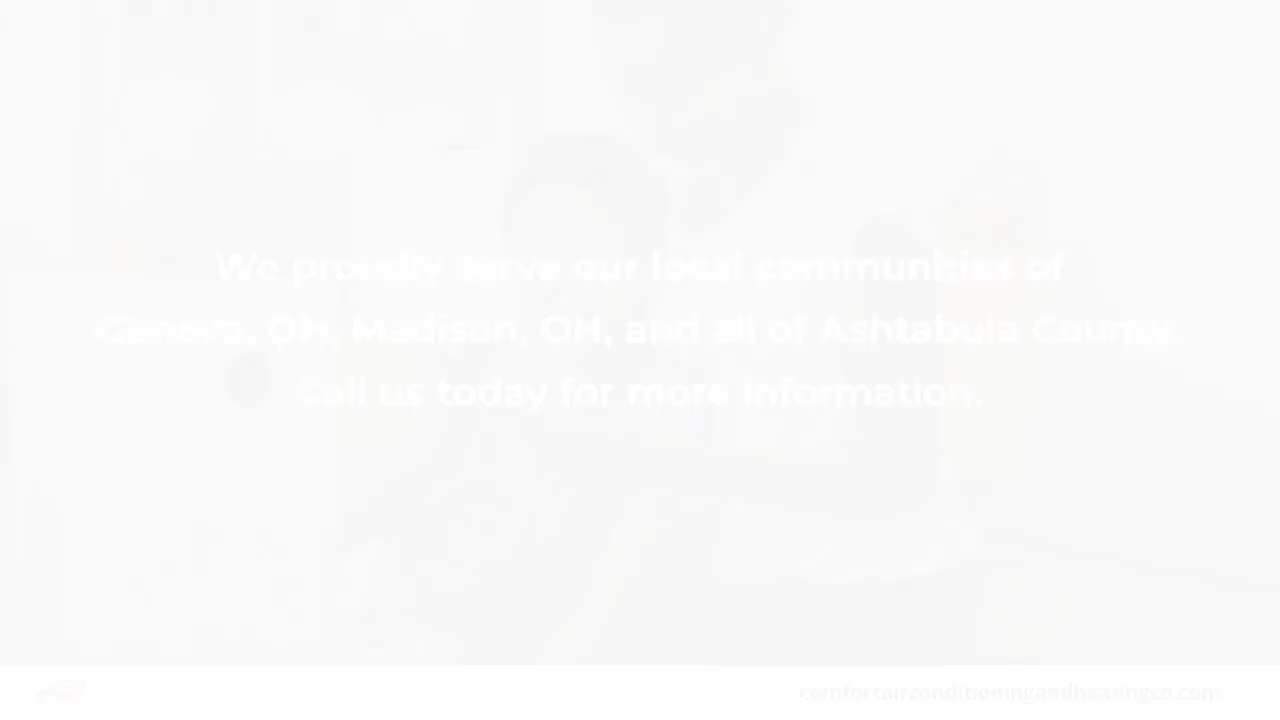 We proudly serve our local communities of
Geneva, OH, Madison, OH, and all of Ashtabula County.
Call us today for more information.
comfortairconditioningandheatingco.com